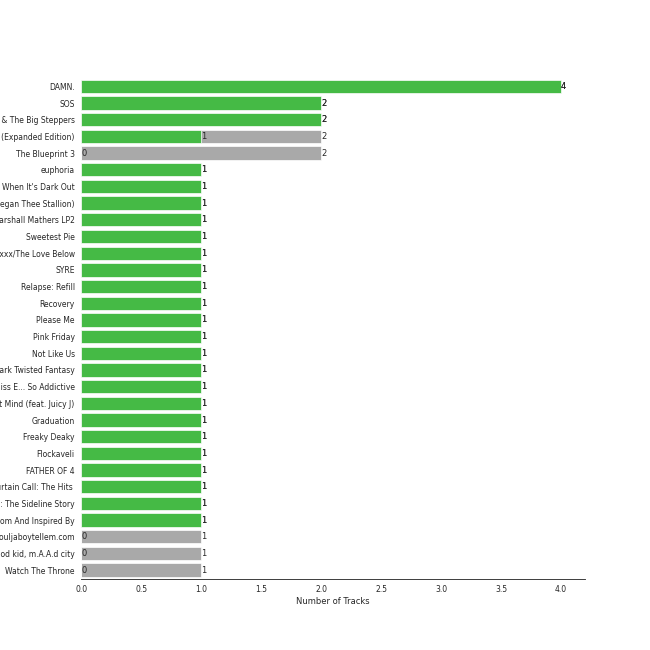 DAMN. 4
SOS 2
& The Big Steppers 2
(Expanded Edition) 1 2
The Blueprint 3 0 2
euphoria 1
When It's Dark Out 1
egan Thee Stallion) 1
arshall Mathers LP2 1
Sweetest Pie 1
xxx/The Love Below 1
SYRE 1
Relapse: Refill 1
Recovery 1
Please Me 1
Pink Friday 1
Not Like Us 1
ark Twisted Fantasy 1
iss E... So Addictive 1
t Mind (feat. Juicy J) 1
Graduation 1
Freaky Deaky 1
Flockaveli 1
FATHER OF 4 1
rtain Call: The Hits 1
: The Sideline Story 1
om And Inspired By 1
ouljaboytellem.com 0 1
od kid, m.A.A.d city 0 1
Watch The Throne 0 1
0.0 0.5 1.0 1.5 2.0 2.5 3.0 3.5 4.0
Number of Tracks